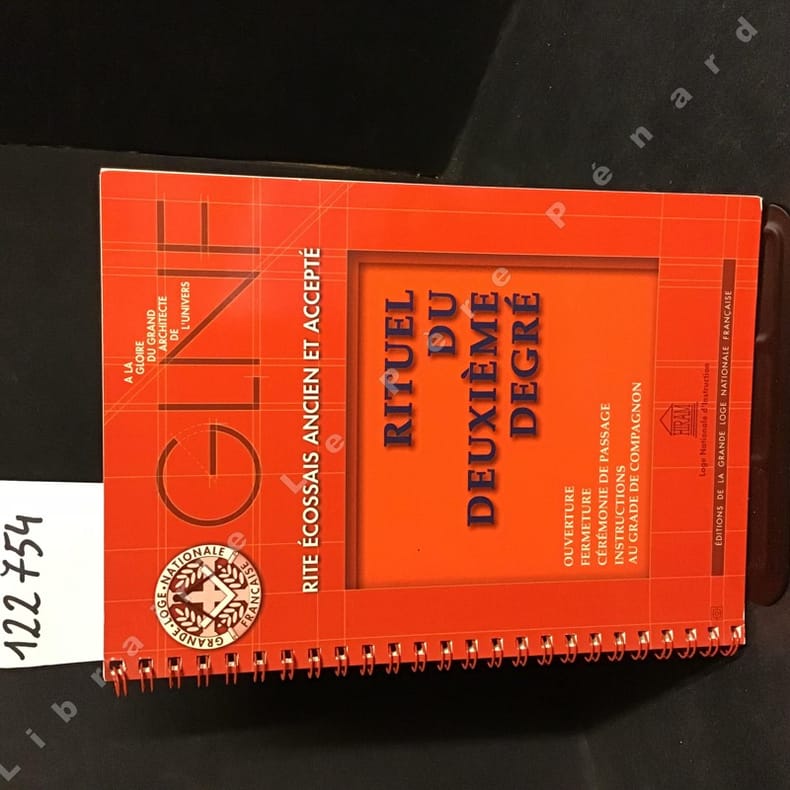 A LA
GLOIRE
DU GRAND
ARCHITECTE
DE
L'UNIVERS
GLNF
GRANDE·LOGE·NATIONALE
FRANÇAISE
RITE ÉCOSSAIS ANCIEN ET ACCEPTÉ
RITUEL
DU
DEUXIÈME
DEGRÉ
OUVERTURE
FERMETURE
CÉRÉMONIE DE PASSAGE
INSTRUCTIONS
AU GRADE DE COMPAGNON
HIRAM
Loge Nationale d'Instruction
ÉDITIONS DE LA GRANDE LOGE NATIONALE FRANÇAISE
122754
Librairie Le Père Pénard